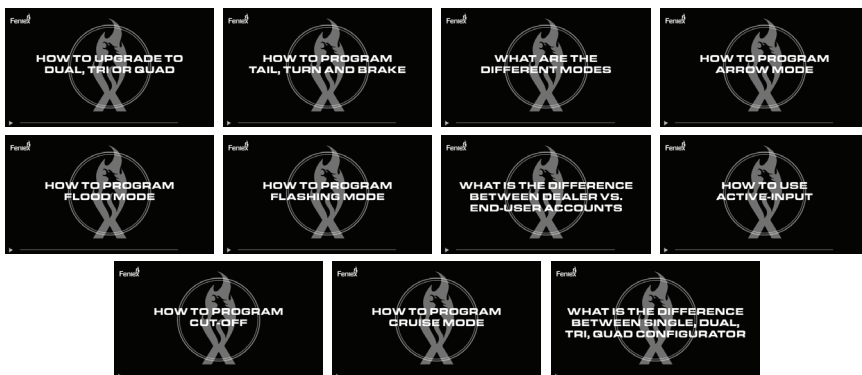 Feniex
HOW TO UPGRADE TO
DUAL, TRI OR QUAD
Feniex
HOW TO PROGRAM
TAIL, TURN AND BRAKE
Feniex
WHAT ARE THE
DIFFERENT MODES
Feniex
HOW TO PROGRAM
ARROW MODE
Feniex
HOW TO PROGRAM
FLOOD MODE
Feniex
HOW TO PROGRAM
FLASHING MODE
Feniex
WHAT IS THE DIFFERENCE
BETWEEN DEALER VS.
END-USER ACCOUNTS
Feniex
HOW TO USE
ACTIVE-INPUT
Feniex
HOW TO PROGRAM
CUT-OFF
Feniex
HOW TO PROGRAM
CRUISE MODE
Feniex
WHAT IS THE DIFFERENCE
BETWEEN SINGLE, DUAL,
TRI, QUAD CONFIGURATOR